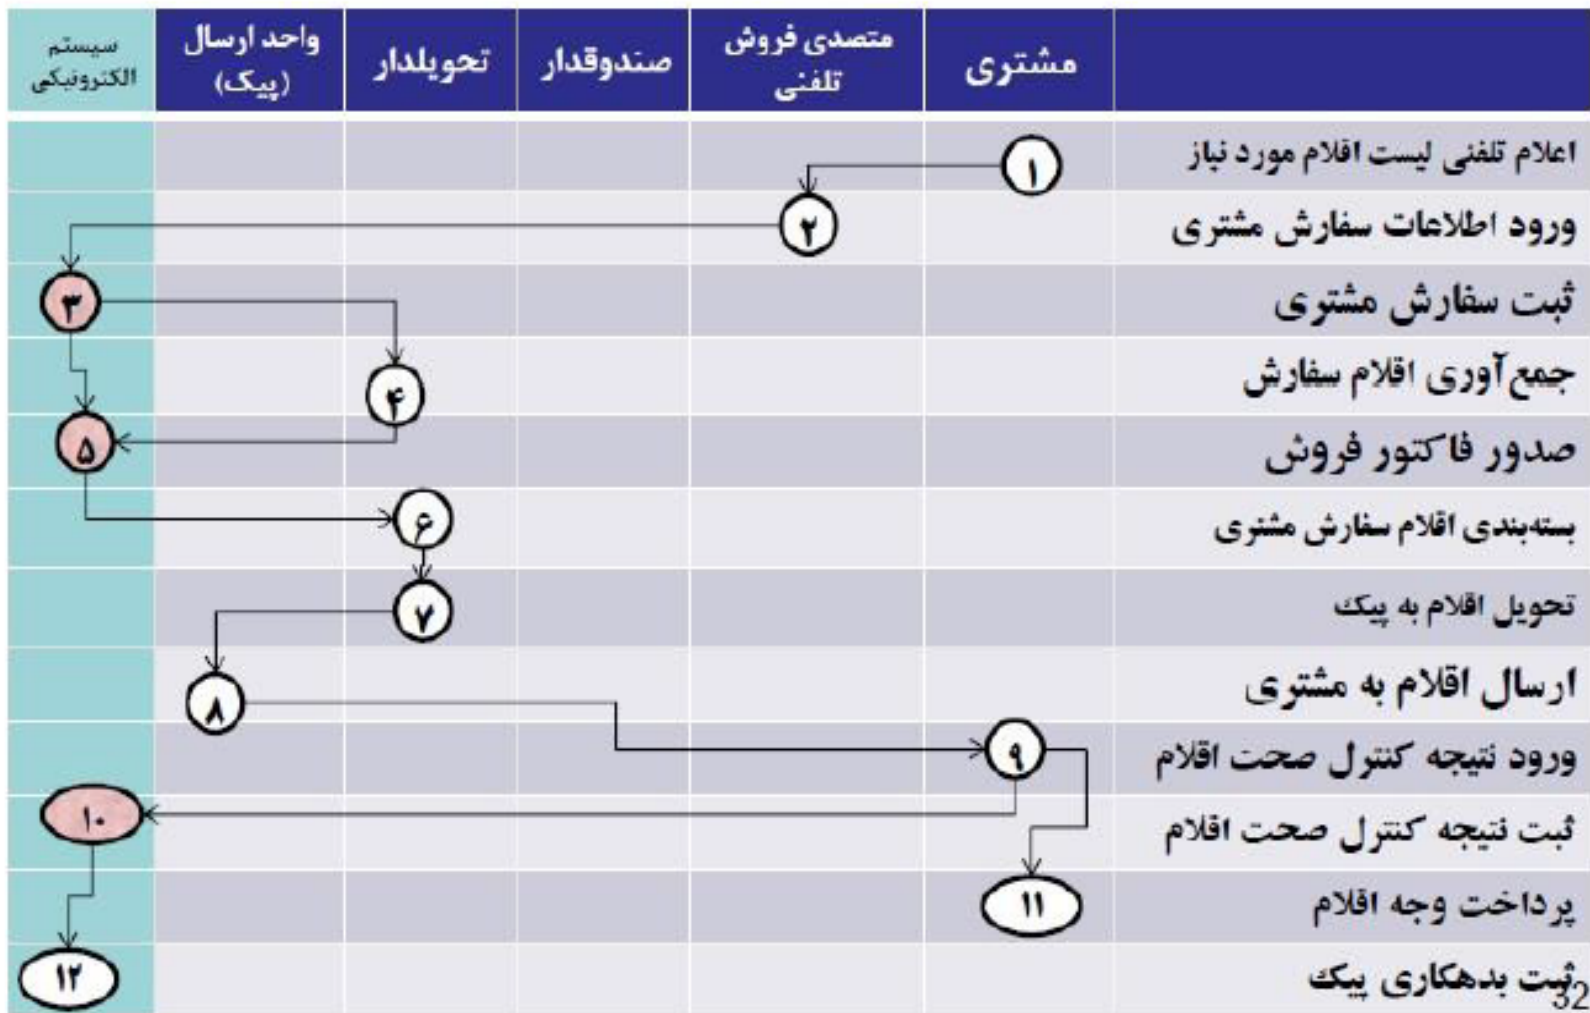 مشتری
متصدی فروش
تلفنی
صندوقدار
تحویلدار
واحد ارسال
(پیک)
سیستم
الکترونیکی
اعلام تلفنی لیست اقلام مورد نیاز
۱
ورود اطلاعات سفارش مشتری
۲
ثبت سفارش مشتری
۳
جمع‌آوری اقلام سفارش
۴
صدور فاکتور فروش
۵
بسته‌بندی اقلام سفارش مشتری
۶
تحویل اقلام به پیک
۷
ارسال اقلام به مشتری
۸
ورود نتیجه کنترل صحت اقلام
۹
ثبت نتیجه کنترل صحت اقلام
۱۰
پرداخت وجه اقلام
۱۱
ثبت بدهکاری پیک
۱۲
32